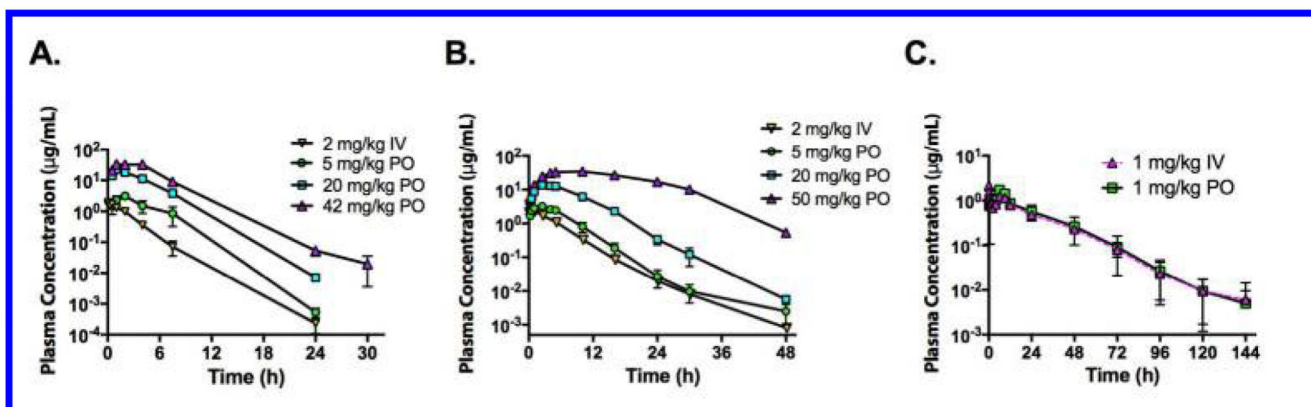 A.
Plasma Concentration (µg/mL)
10²
10¹
10⁰
10⁻¹
10⁻²
10⁻³
10⁻⁴
0 6 12 18 24 30
Time (h)
2 mg/kg IV
5 mg/kg PO
20 mg/kg PO
42 mg/kg PO
B.
Plasma Concentration (µg/mL)
10²
10¹
10⁰
10⁻¹
10⁻²
10⁻³
0 12 24 36 48
Time (h)
2 mg/kg IV
5 mg/kg PO
20 mg/kg PO
50 mg/kg PO
C.
Plasma Concentration (µg/mL)
10¹
10⁰
10⁻¹
10⁻²
10⁻³
0 24 48 72 96 120 144
Time (h)
1 mg/kg IV
1 mg/kg PO